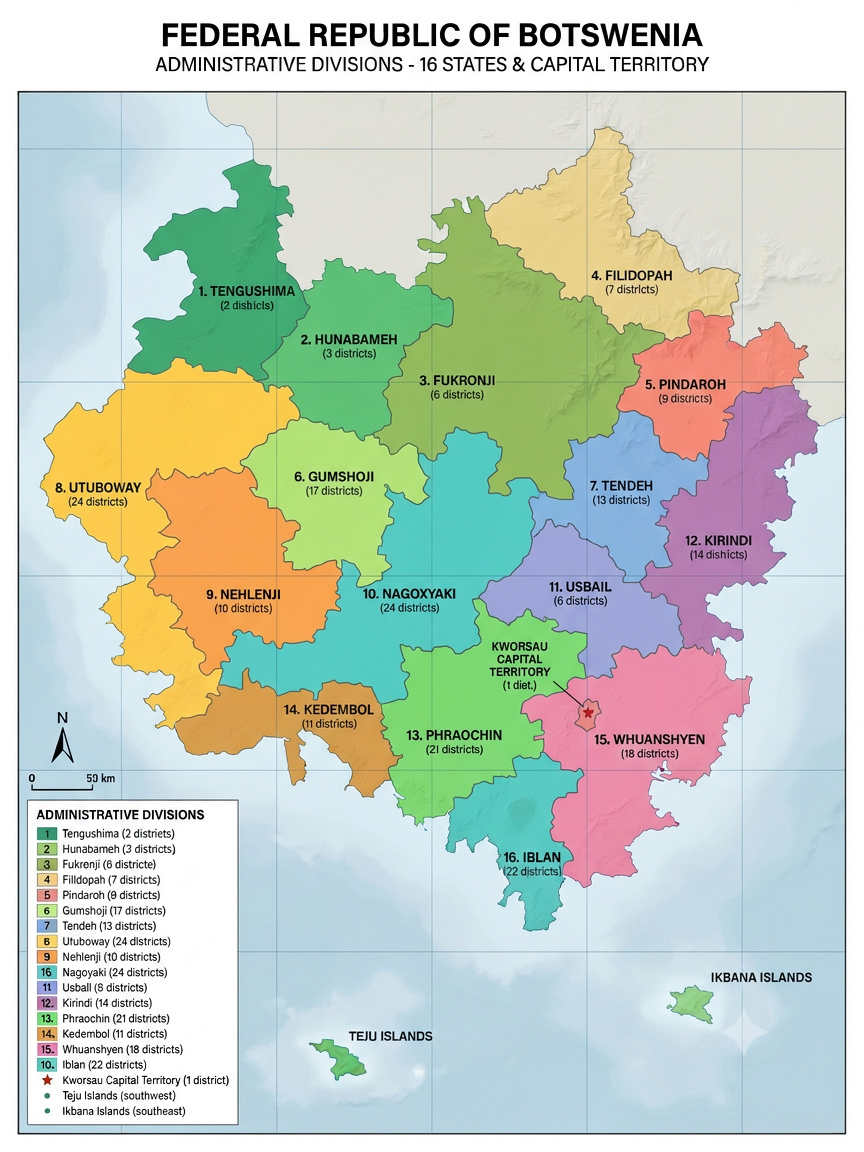 FEDERAL REPUBLIC OF BOTSWENIA
ADMINISTRATIVE DIVISIONS - 16 STATES & CAPITAL TERRITORY
4. FILIDOPAH
(7 districts)
1. TENGUSHIMA
(2 dishicls)
2. HUNABAMEH
(3 districts)
3. FUKRONJI
(6 districts)
5. PINDAROH
(9 districts)
6. GUMSHOJI
(17 districts)
7. TENDEH
(13 districts)
8. UTUBOWAY
(24 districts)
12. KIRINDI
(14 dishicts)
9. NEHLENJI
(10 districts)
10. NAGOXYAKI
(24 districts)
11. USBAIL
(6 districts)
KWORSAU
CAPITAL
TERRITORY
(1 diet.)
14. KEDEMBOL
(11 districts)
13. PHRAOCHIN
(21 districts)
15. WHUANSHYEN
(18 districts)
N
0 50 km
16. IBLAN
(22 districts)
ADMINISTRATIVE DIVISIONS
1 Tengushima (2 districts)
2 Hunabameh (3 districts)
3 Fukrenji (6 districte)
4 Filldopah (7 districts)
5 Pindaroh (9 districts)
6 Gumshoji (17 districts)
7 Tendeh (13 districts)
6 Utuboway (24 districts)
9 Nehlenji (10 districts)
16 Nagoyaki (24 districts)
11 Usball (8 districts)
12. Kirindi (14 districts)
13. Phraochin (21 districts)
14. Kedembol (11 districts)
15. Whuanshyen (18 districts)
10. Iblan (22 districts)
Kworsau Capital Territory (1 district)
Teju Islands (southwest)
Ikbana Islands (southeast)
IKBANA ISLANDS
TEJU ISLANDS